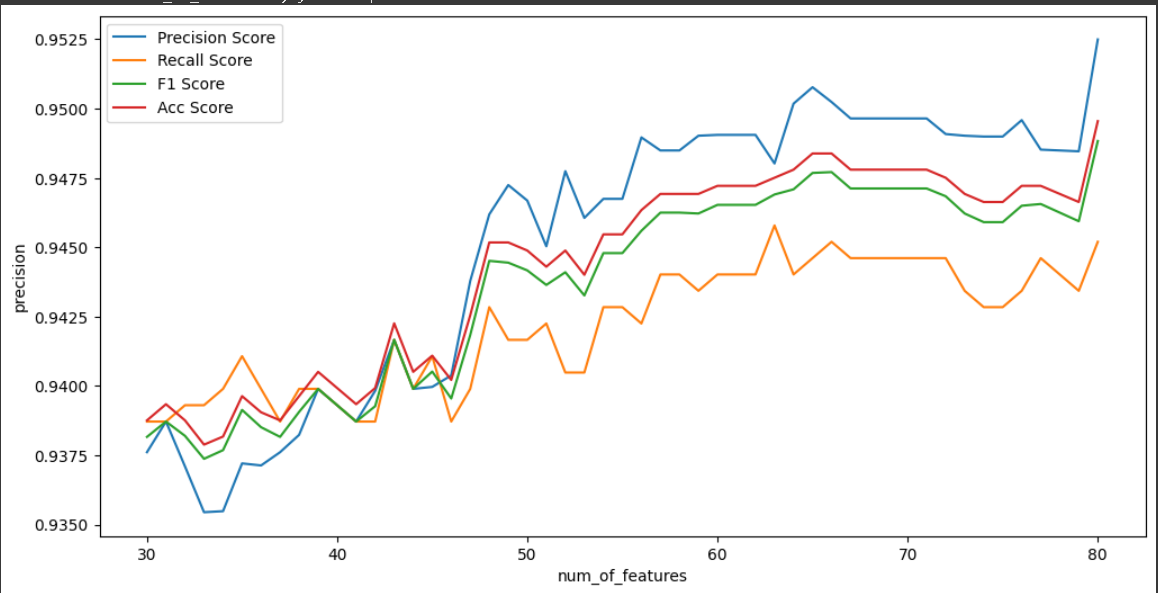 Precision Score
Recall Score
F1 Score
Acc Score
0.9525
0.9500
0.9475
0.9450
0.9425
0.9400
0.9375
0.9350
precision
30 40 50 60 70 80
num_of_features